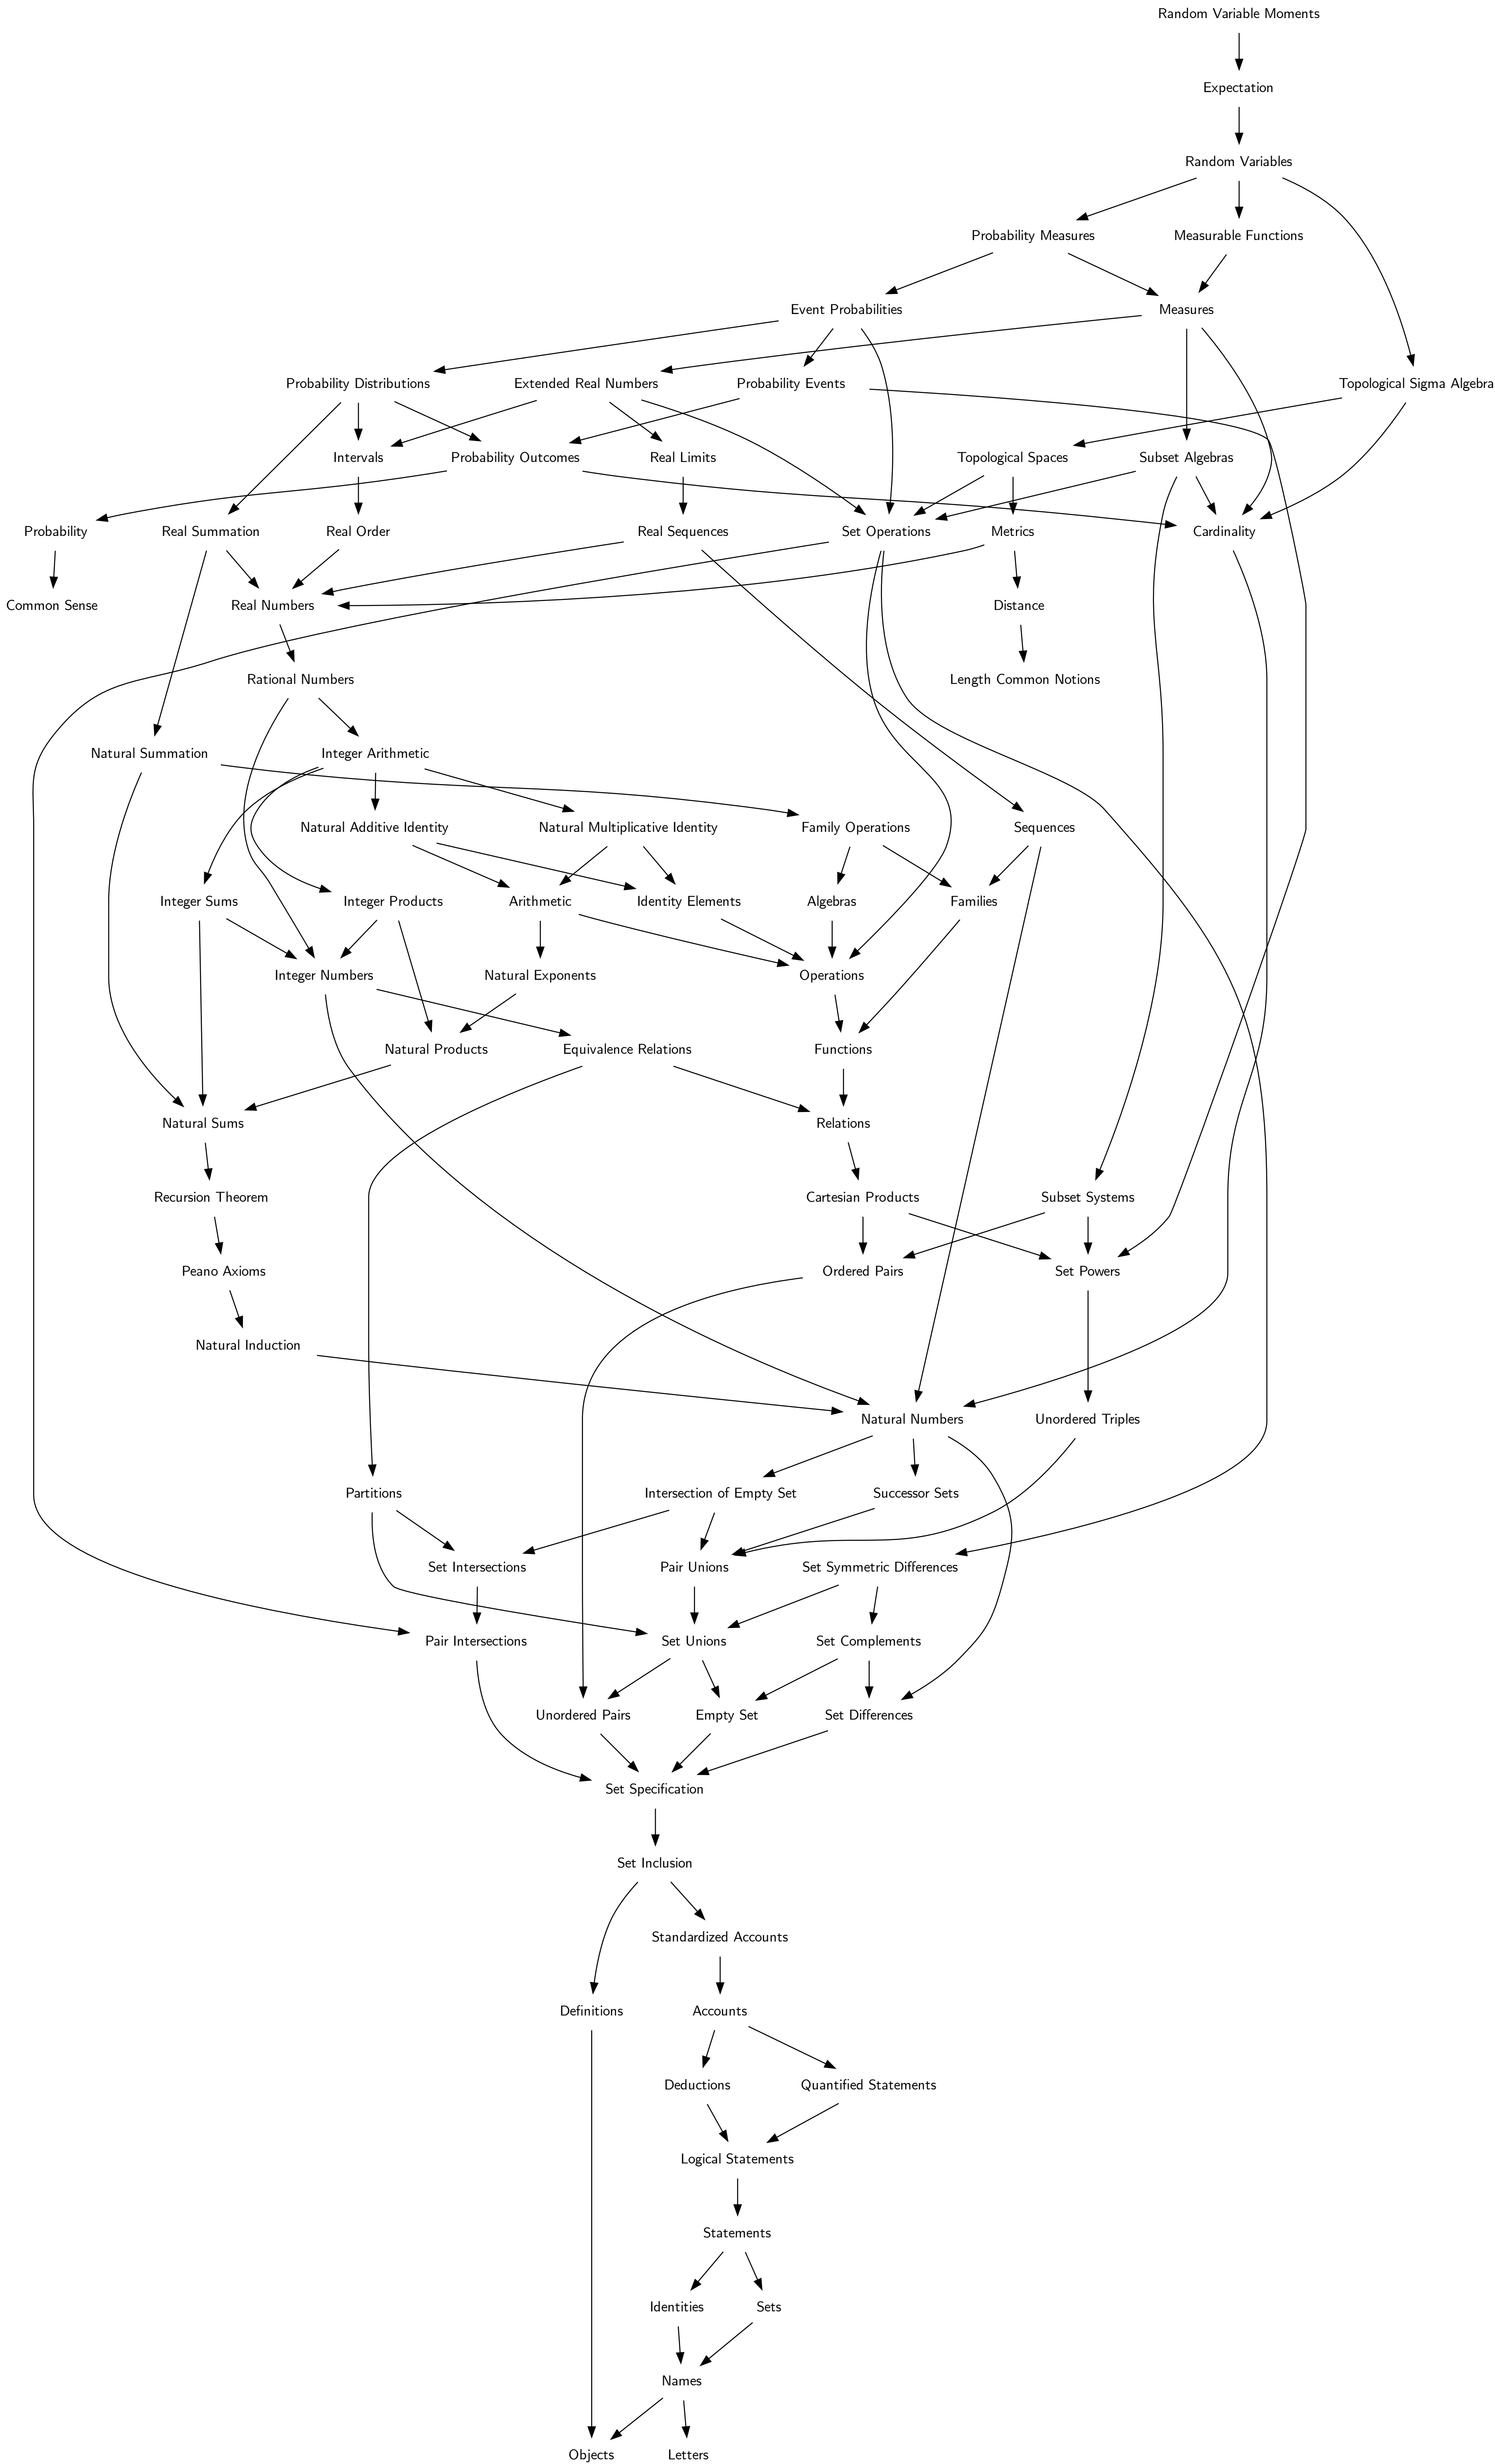 Random Variable Moments
Expectation
Random Variables
Probability Measures
Measurable Functions
Event Probabilities
Measures
Probability Distributions
Extended Real Numbers
Probability Events
Topological Sigma Algebra
Intervals
Probability Outcomes
Real Limits
Topological Spaces
Subset Algebras
Probability
Real Summation
Real Order
Real Sequences
Set Operations
Metrics
Cardinality
Common Sense
Real Numbers
Distance
Rational Numbers
Length Common Notions
Natural Summation
Integer Arithmetic
Natural Additive Identity
Natural Multiplicative Identity
Family Operations
Sequences
Integer Sums
Integer Products
Arithmetic
Identity Elements
Algebras
Families
Integer Numbers
Natural Exponents
Operations
Natural Products
Equivalence Relations
Functions
Natural Sums
Relations
Recursion Theorem
Cartesian Products
Subset Systems
Peano Axioms
Ordered Pairs
Set Powers
Natural Induction
Natural Numbers
Unordered Triples
Partitions
Intersection of Empty Set
Successor Sets
Set Intersections
Pair Unions
Set Symmetric Differences
Pair Intersections
Set Unions
Set Complements
Unordered Pairs
Empty Set
Set Differences
Set Specification
Set Inclusion
Standardized Accounts
Definitions
Accounts
Deductions
Quantified Statements
Logical Statements
Statements
Identities
Sets
Names
Objects
Letters